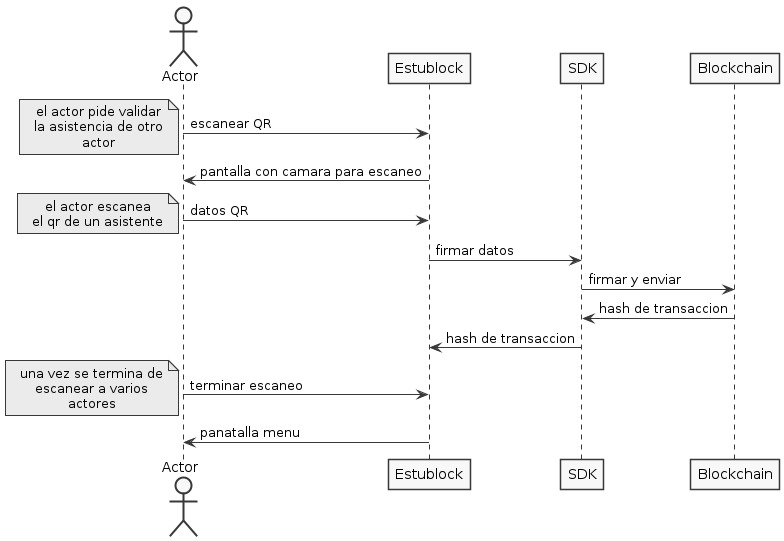 Actor
Estublock
SDK
Blockchain
el actor pide validar
la asistencia de otro
actor
escanear QR
pantalla con camara para escaneo
el actor escanea
el qr de un asistente
datos QR
firmar datos
firmar y enviar
hash de transaccion
hash de transaccion
una vez se termina de
escanear a varios
actores
terminar escaneo
panatalla menu
Actor
Estublock
SDK
Blockchain